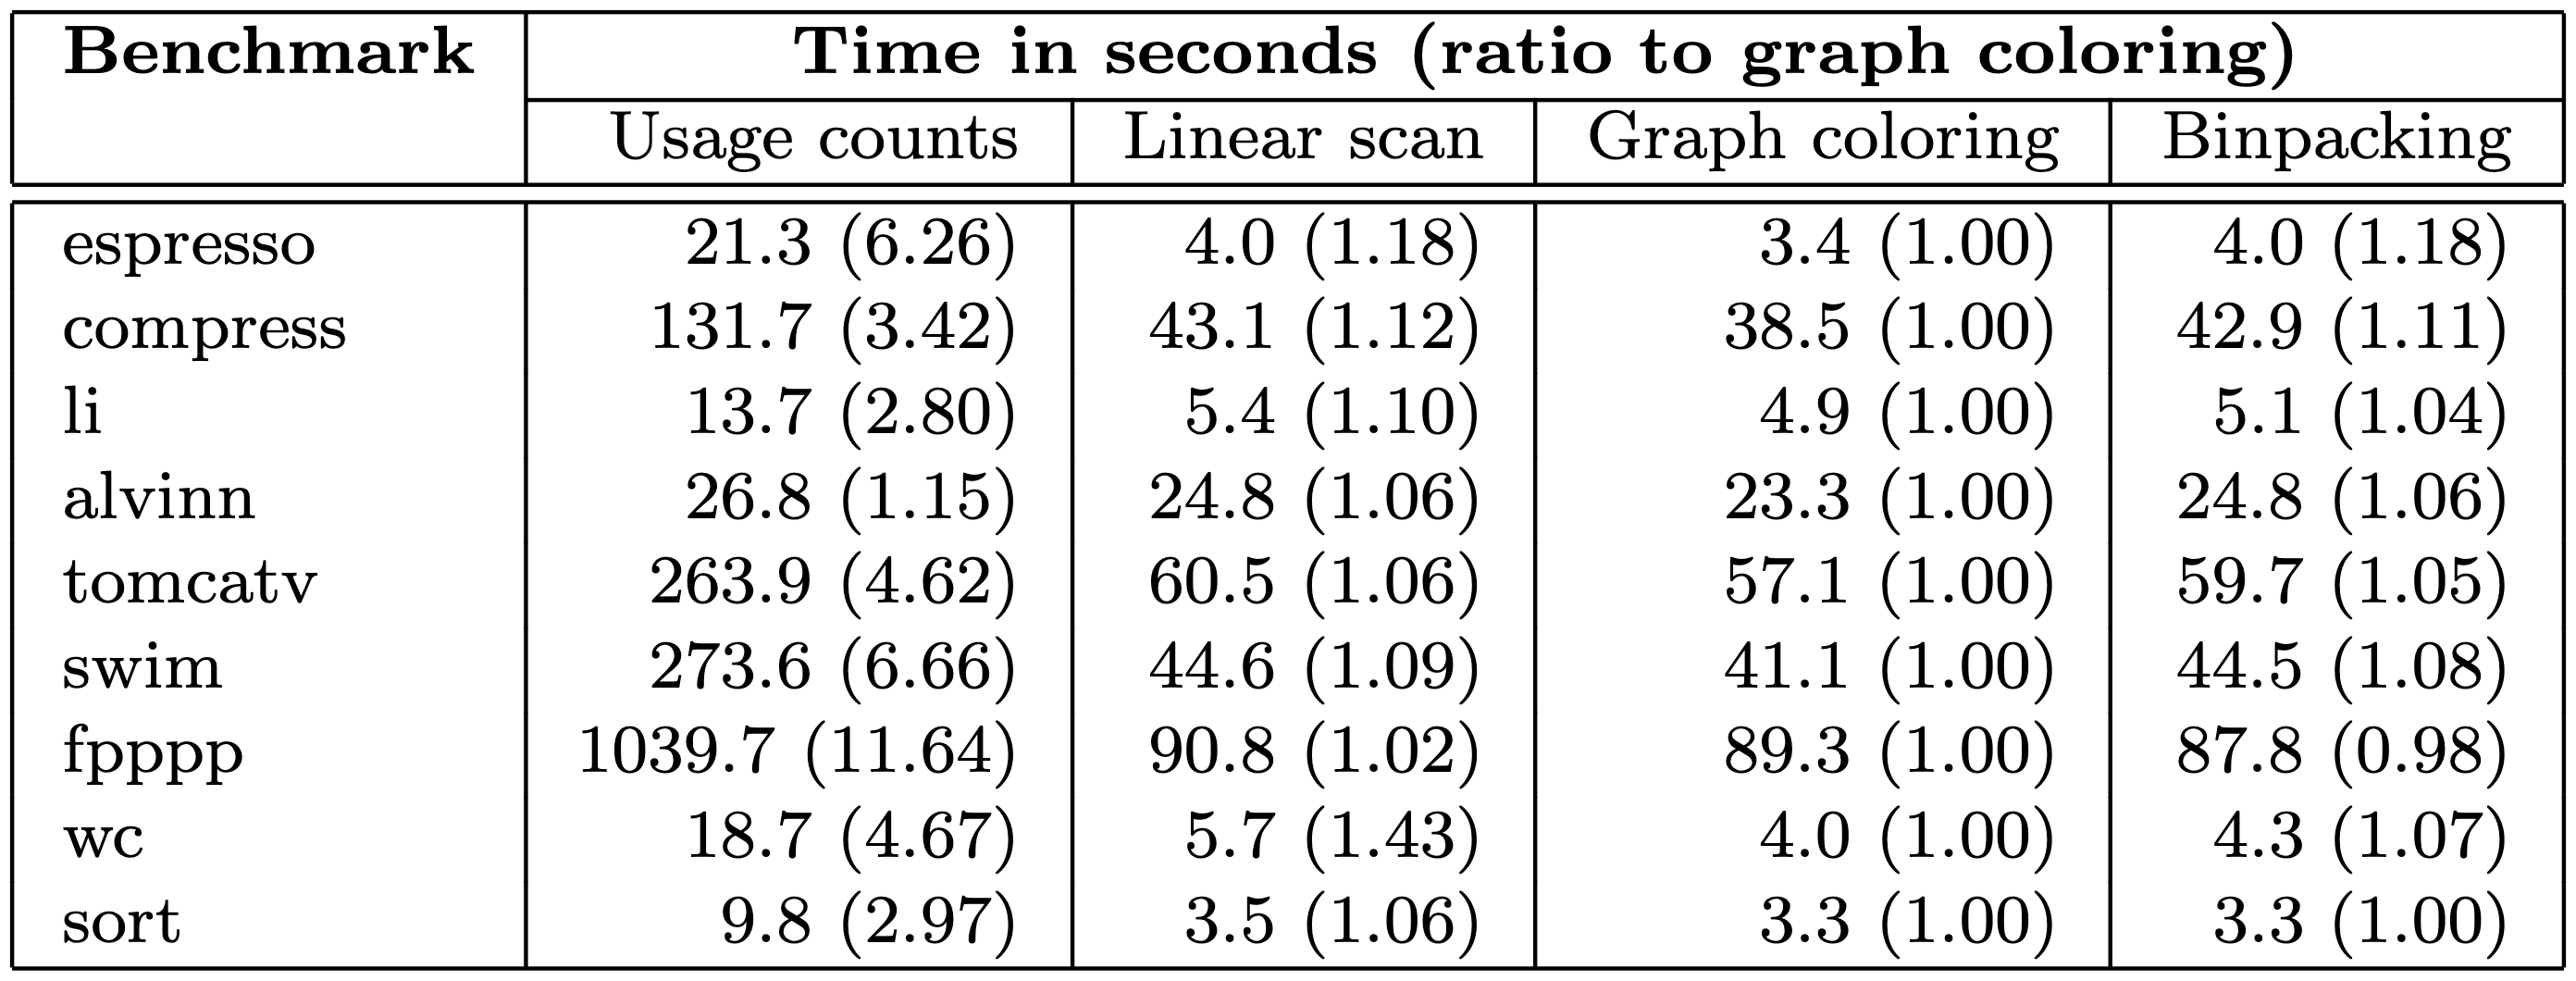 Benchmark Time in seconds (ratio to graph coloring)
Usage counts Linear scan Graph coloring Binpacking
espresso 21.3 (6.26) 4.0 (1.18) 3.4 (1.00) 4.0 (1.18)
compress 131.7 (3.42) 43.1 (1.12) 38.5 (1.00) 42.9 (1.11)
li 13.7 (2.80) 5.4 (1.10) 4.9 (1.00) 5.1 (1.04)
alvinn 26.8 (1.15) 24.8 (1.06) 23.3 (1.00) 24.8 (1.06)
tomcatv 263.9 (4.62) 60.5 (1.06) 57.1 (1.00) 59.7 (1.05)
swim 273.6 (6.66) 44.6 (1.09) 41.1 (1.00) 44.5 (1.08)
fpppp 1039.7 (11.64) 90.8 (1.02) 89.3 (1.00) 87.8 (0.98)
wc 18.7 (4.67) 5.7 (1.43) 4.0 (1.00) 4.3 (1.07)
sort 9.8 (2.97) 3.5 (1.06) 3.3 (1.00) 3.3 (1.00)